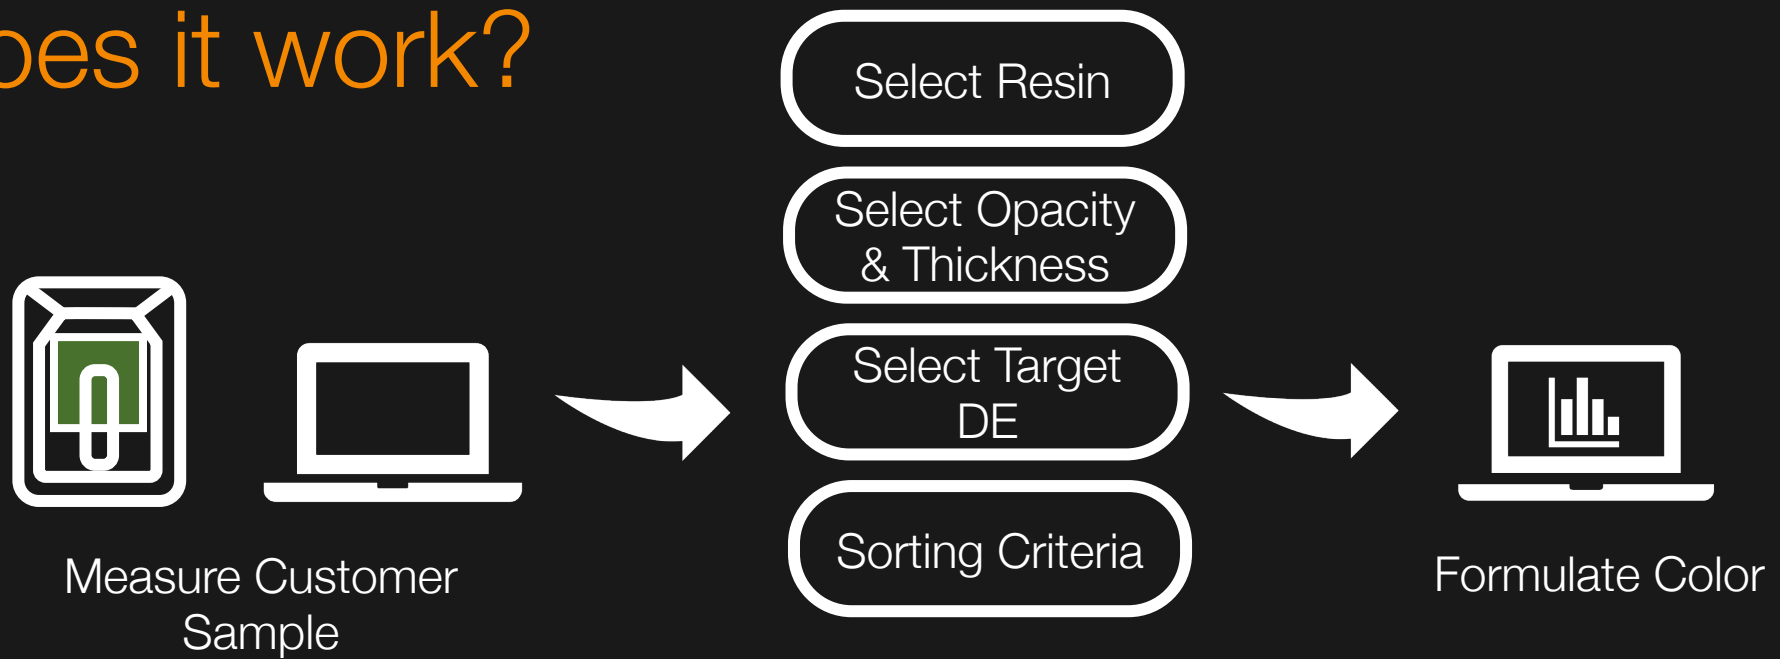 oes it work?
Select Resin
Select Opacity
& Thickness
Select Target
DE
Sorting Criteria
Measure Customer
Sample
Formulate Color